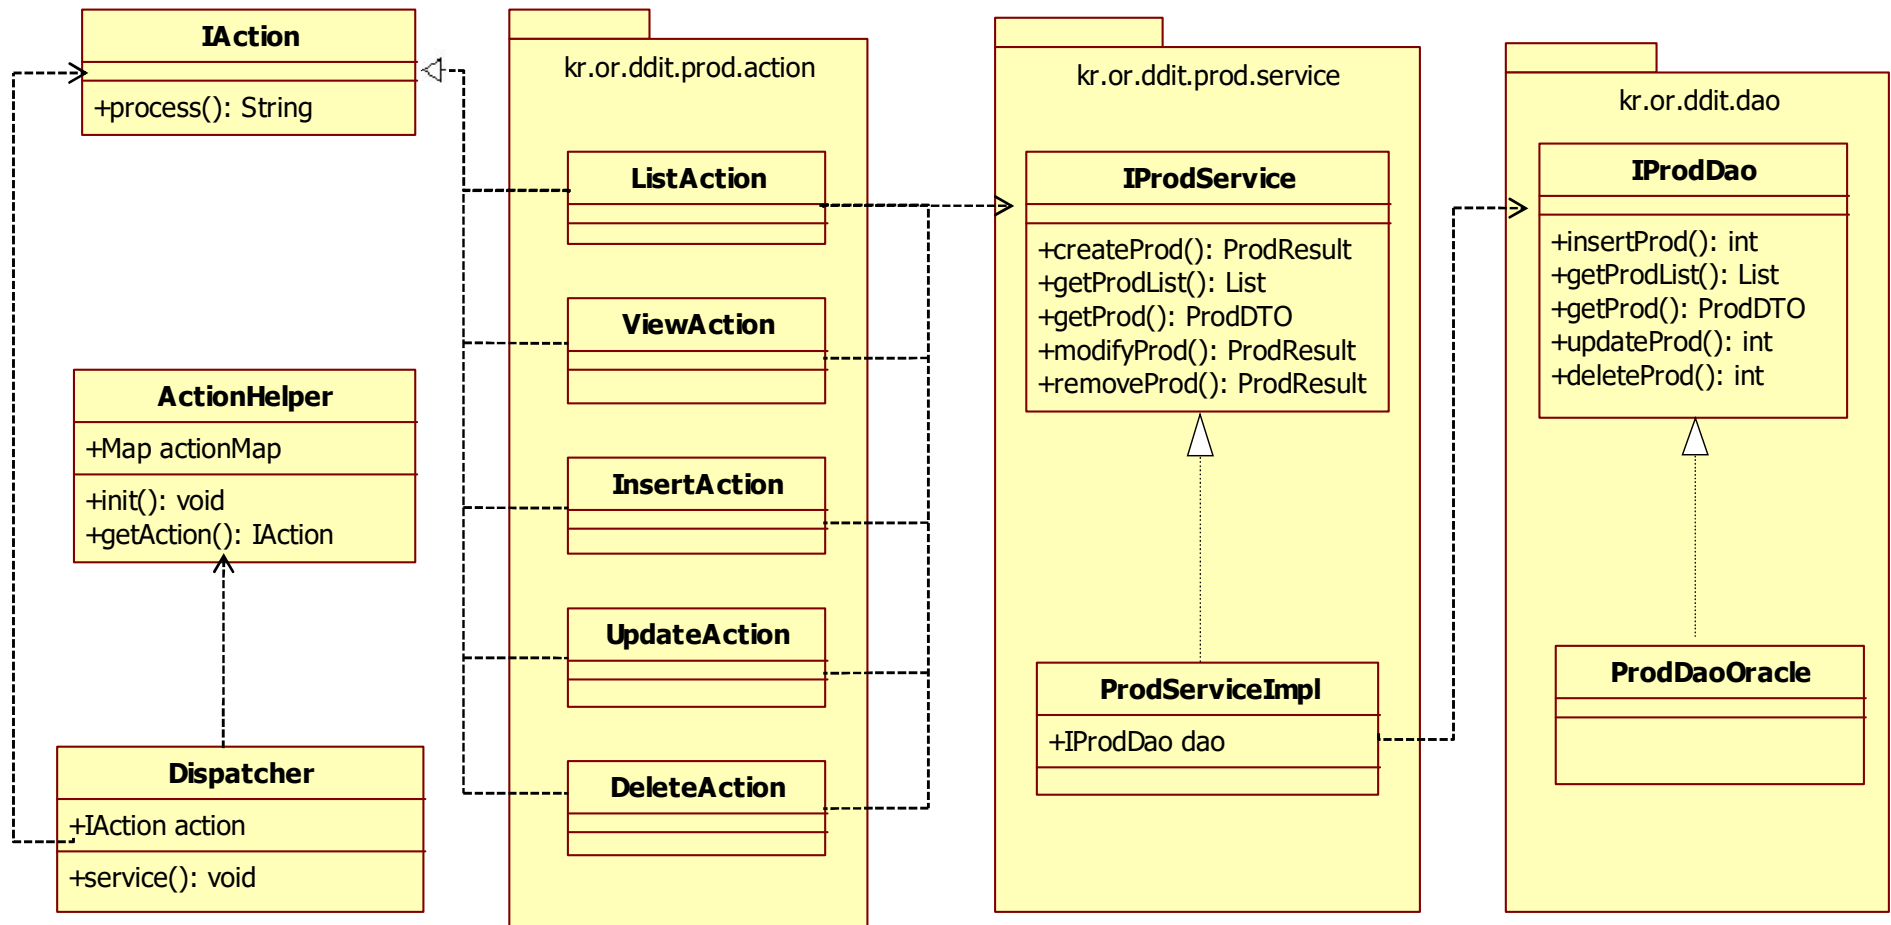 IAction
+process(): String
ActionHelper
+Map actionMap
+init(): void
+getAction(): IAction
Dispatcher
+IAction action
+service(): void
kr.or.ddit.prod.action
ListAction
ViewAction
InsertAction
UpdateAction
DeleteAction
kr.or.ddit.prod.service
IProdService
+createProd(): ProdResult
+getProdList(): List
+getProd(): ProdDTO
+modifyProd(): ProdResult
+removeProd(): ProdResult
ProdServiceImpl
+IProdDao dao
kr.or.ddit.dao
IProdDao
+insertProd(): int
+getProdList(): List
+getProd(): ProdDTO
+updateProd(): int
+deleteProd(): int
ProdDaoOracle